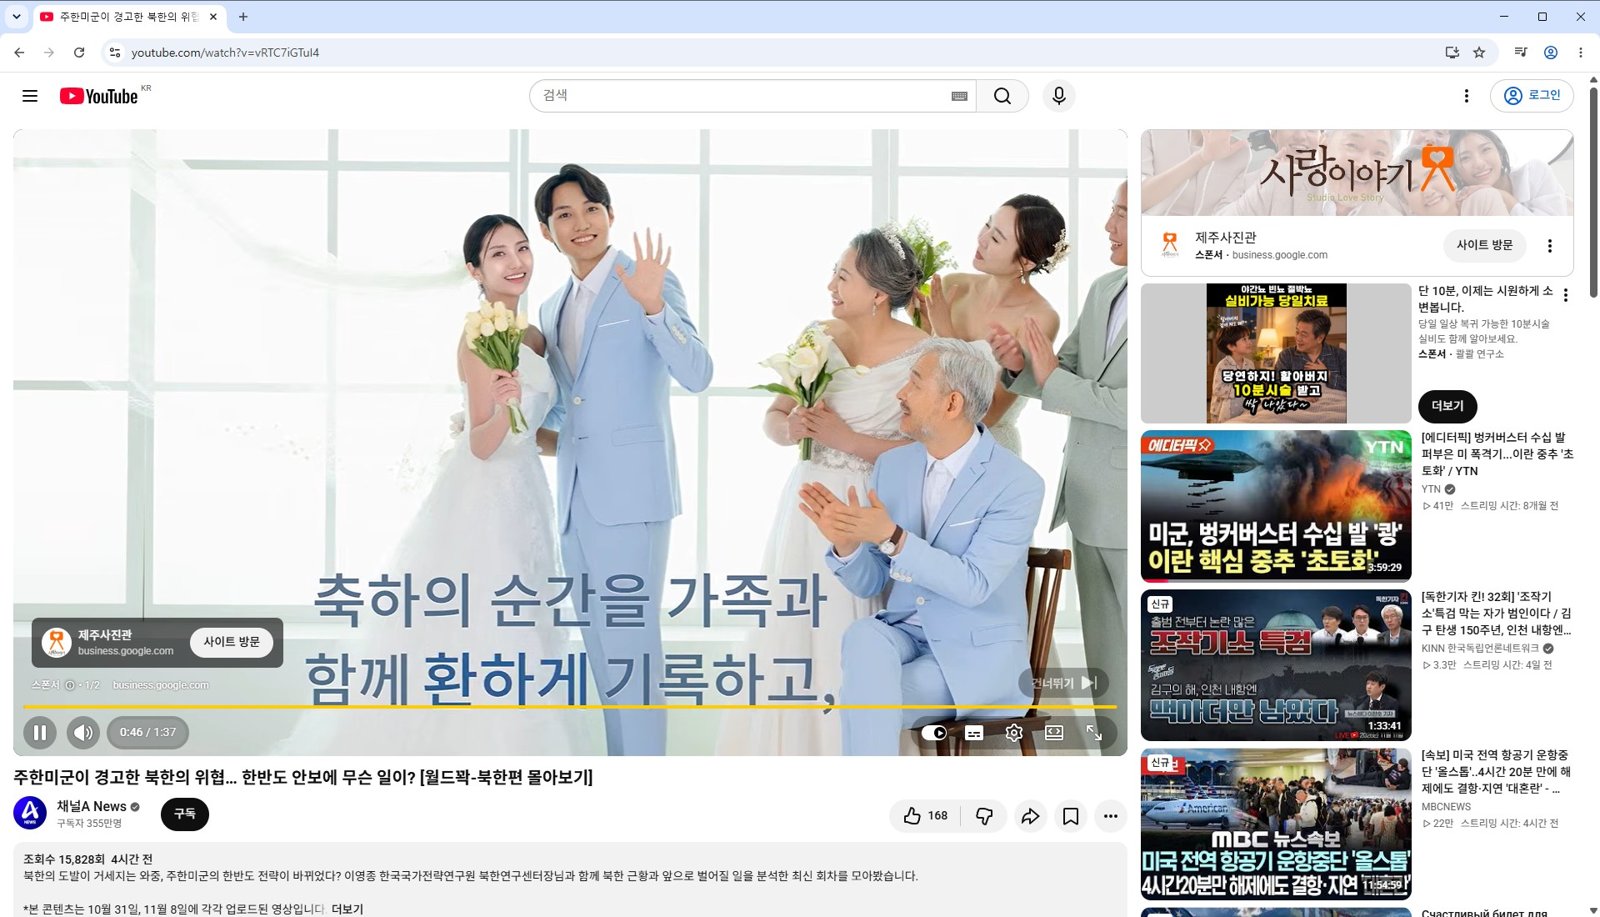 주한미군이 경고한 북한의 위협
youtube.com/watch?v=vRTC7iGTuI4
YouTube KR
검색
로그인
축하의 순간을 가족과
함께 환하게 기록하고,
제주사진관
business.google.com
사이트 방문
스폰서 · 1/2 business.google.com
건너뛰기
0:46 / 1:37
주한미군이 경고한 북한의 위협... 한반도 안보에 무슨 일이? [월드꽉-북한편 몰아보기]
채널A News
구독자 355만명
구독
168
조회수 15,828회 4시간 전
북한의 도발이 거세지는 와중, 주한미군의 한반도 전략이 바뀌었다? 이영종 한국국가전략연구원 북한연구센터장님과 함께 북한 근황과 앞으로 벌어질 일을 분석한 최신 회차를 모아봤습니다.
*본 콘텐츠는 10월 31일, 11월 8일에 각각 업로드된 영상입니다. 더보기
사랑이야기
Studio Love Story
제주사진관
스폰서 · business.google.com
사이트 방문
야간뇨 빈뇨 절박뇨
실비가능 당일치료
당연하지! 할아버지
10분시술 받고
싹 나았다~
단 10분, 이제는 시원하게 소
변봅니다.
당일 일상 복귀 가능한 10분시술
실비도 함께 알아보세요.
스폰서 · 콸콸 연구소
더보기
에디터픽
YTN
미군, 벙커버스터 수십 발 '쾅'
이란 핵심 중추 '초토화'
3:59:29
[에디터픽] 벙커버스터 수십 발
퍼부은 미 폭격기...이란 중추 '초
토화' / YTN
YTN
41만 스트리밍 시간: 8개월 전
신규
독한기자
출범 전부터 논란 많은
조작기소 특검
김구의 해, 인천 내항엔
맥아더만 남았다
1:33:41
[독한기자 킨! 32회] '조작기
소'특검 막는 자가 범인이다 / 김
구 탄생 150주년, 인천 내항엔...
KINN 한국독립언론네트워크
3.3만 스트리밍 시간: 4일 전
신규
American
MBC 뉴스속보
미국 전역 항공기 운항중단 '올스톱'
4시간20분만 해제에도 결항·지연
11:54:59
[속보] 미국 전역 항공기 운항중
단 '올스톱'..4시간 20분 만에 해
제에도 결항·지연 '대혼란' - ...
MBCNEWS
22만 스트리밍 시간: 4시간 전
Счастливый билет для